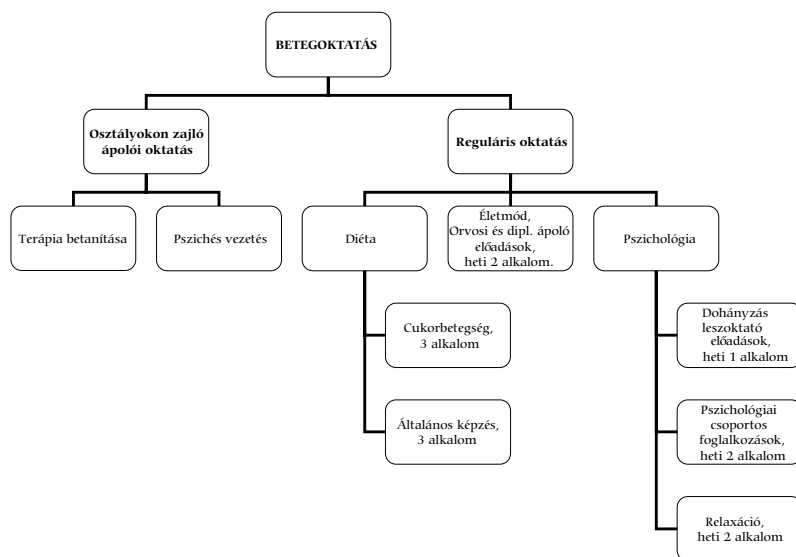 BETEGOKTATÁS
Osztályokon zajló
ápolói oktatás
Reguláris oktatás
Terápia betanítása
Pszichés vezetés
Diéta
Életmód,
Orvosi és dipl. ápoló
előadások,
heti 2 alkalom.
Pszichológia
Cukorbetegség,
3 alkalom
Általános képzés,
3 alkalom
Dohányzás
leszoktató
előadások,
heti 1 alkalom
Pszichológiai
csoportos
foglalkozások,
heti 2 alkalom
Relaxáció,
heti 2 alkalom